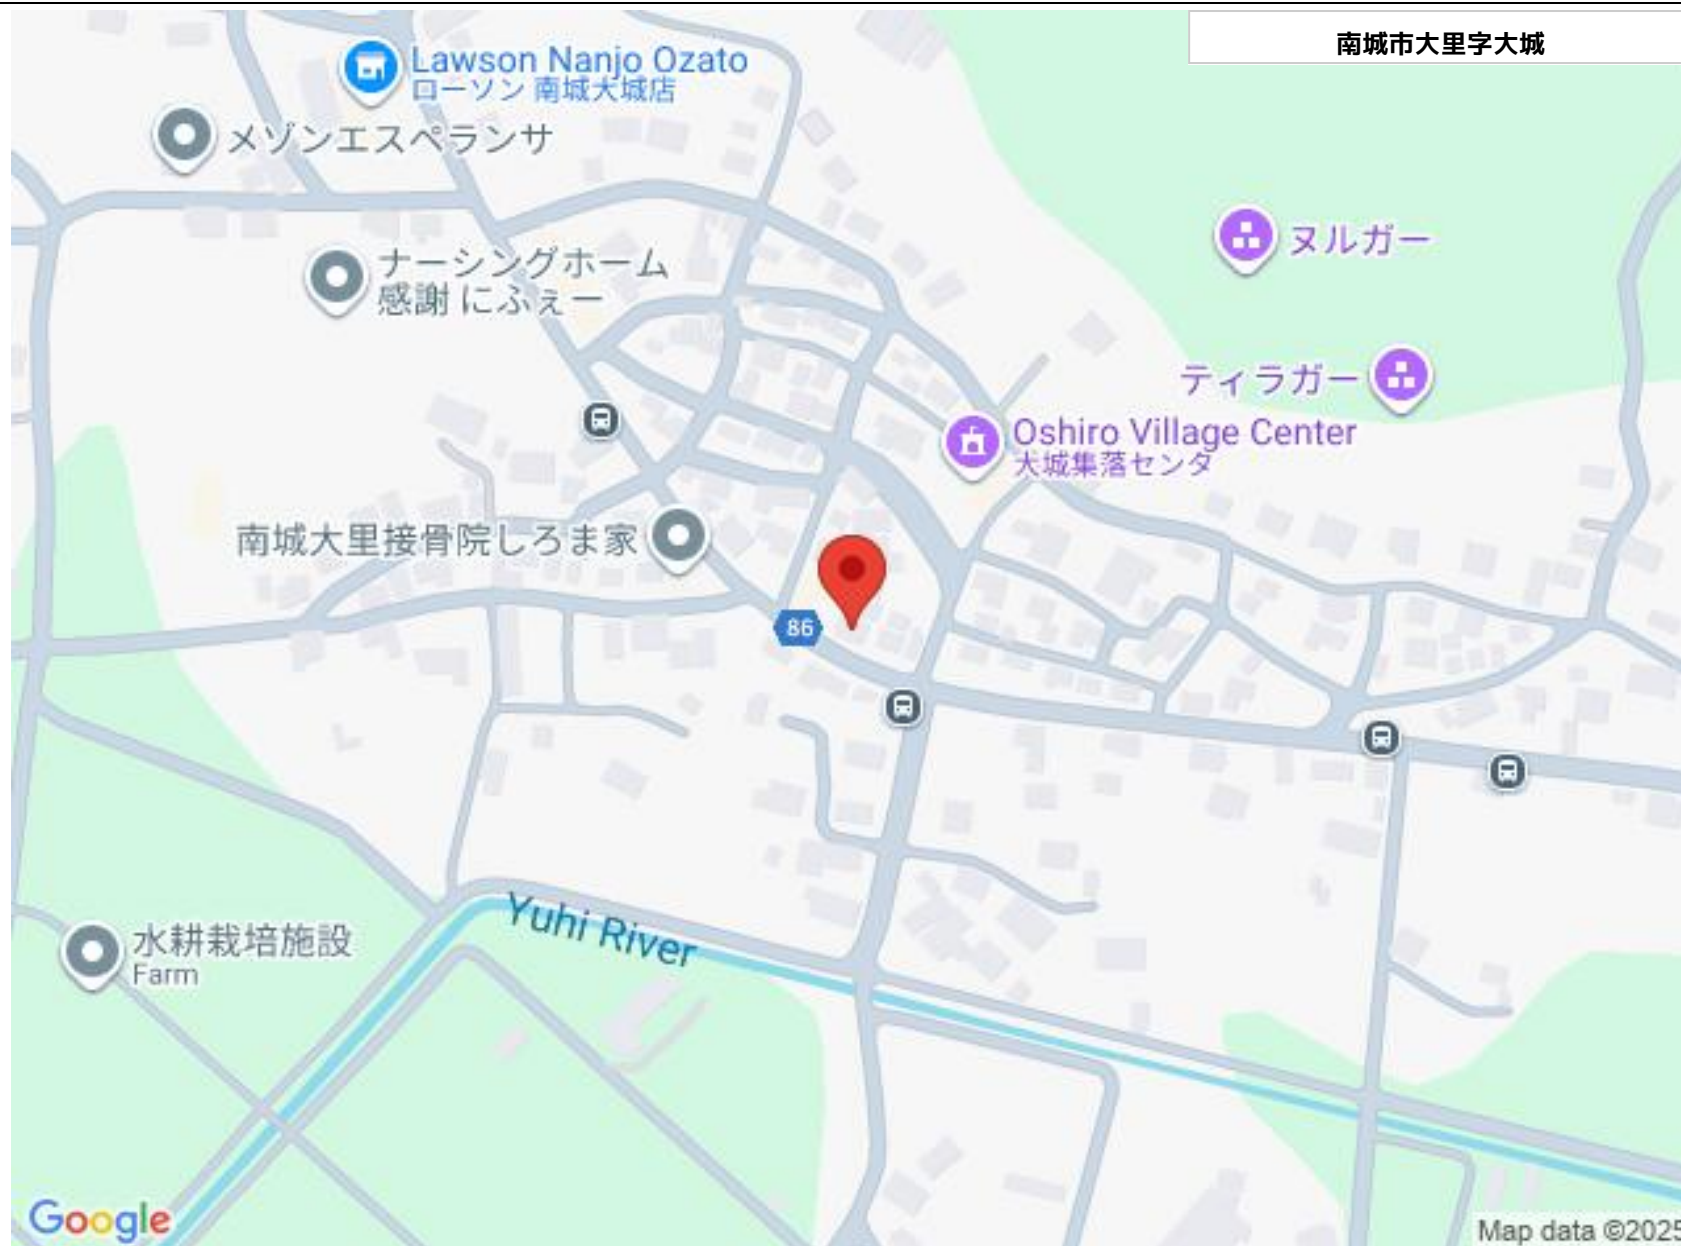 南城市大里字大城
Lawson Nanjo Ozato
ローソン 南城大城店
メゾンエスペランサ
ヌルガー
ナーシングホーム
感謝 にふぇー
ティラガー
Oshiro Village Center
大城集落センタ
南城大里接骨院しろま家
86
Yuhi River
水耕栽培施設
Farm
Google
Map data ©2025